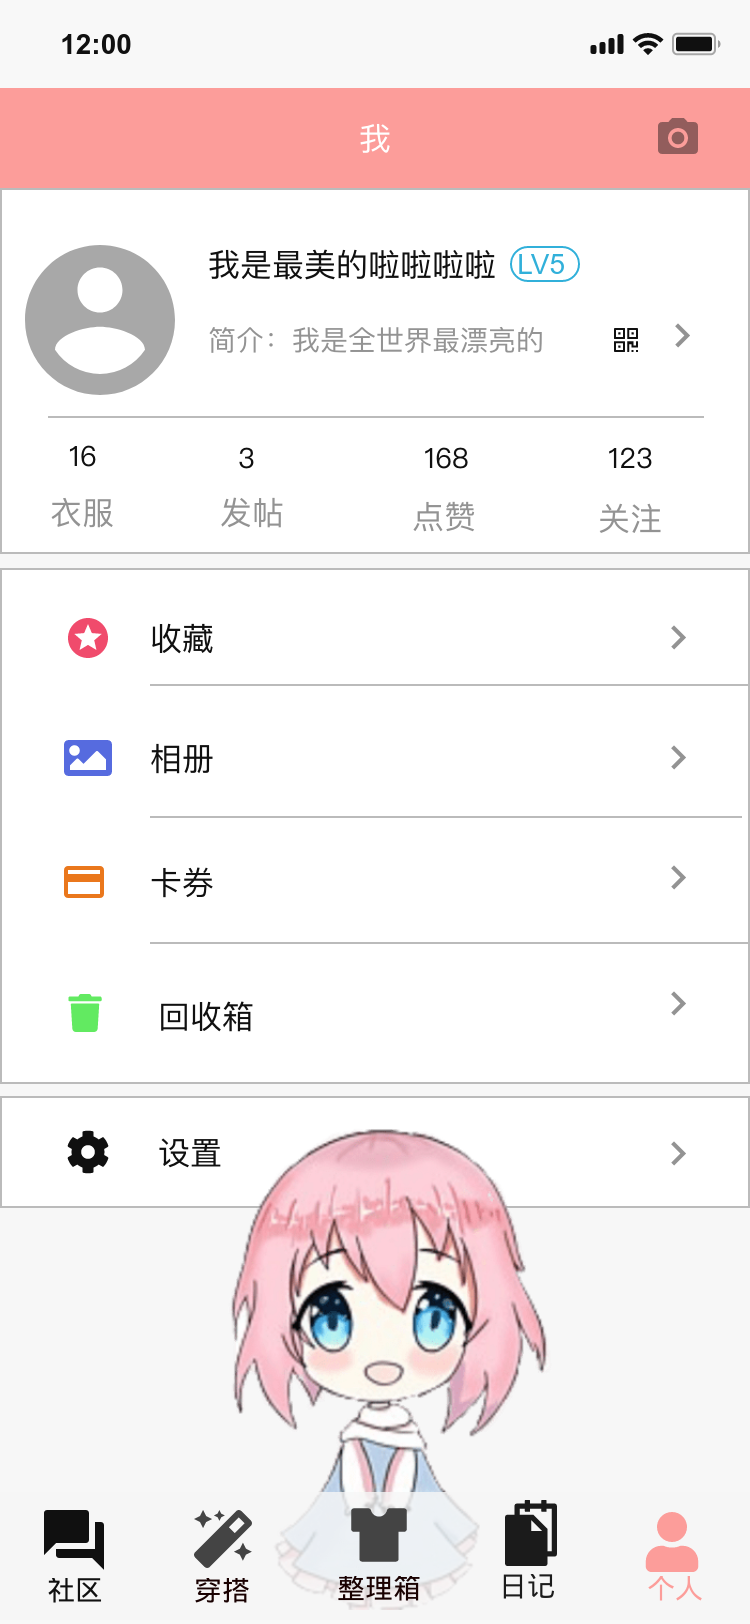 12:00
我
我是最美的啦啦啦啦 LV5
简介：我是全世界最漂亮的
16 3 168 123
衣服 发帖 点赞 关注
收藏
相册
卡券
回收箱
设置
社区 穿搭 整理箱 日记 个人